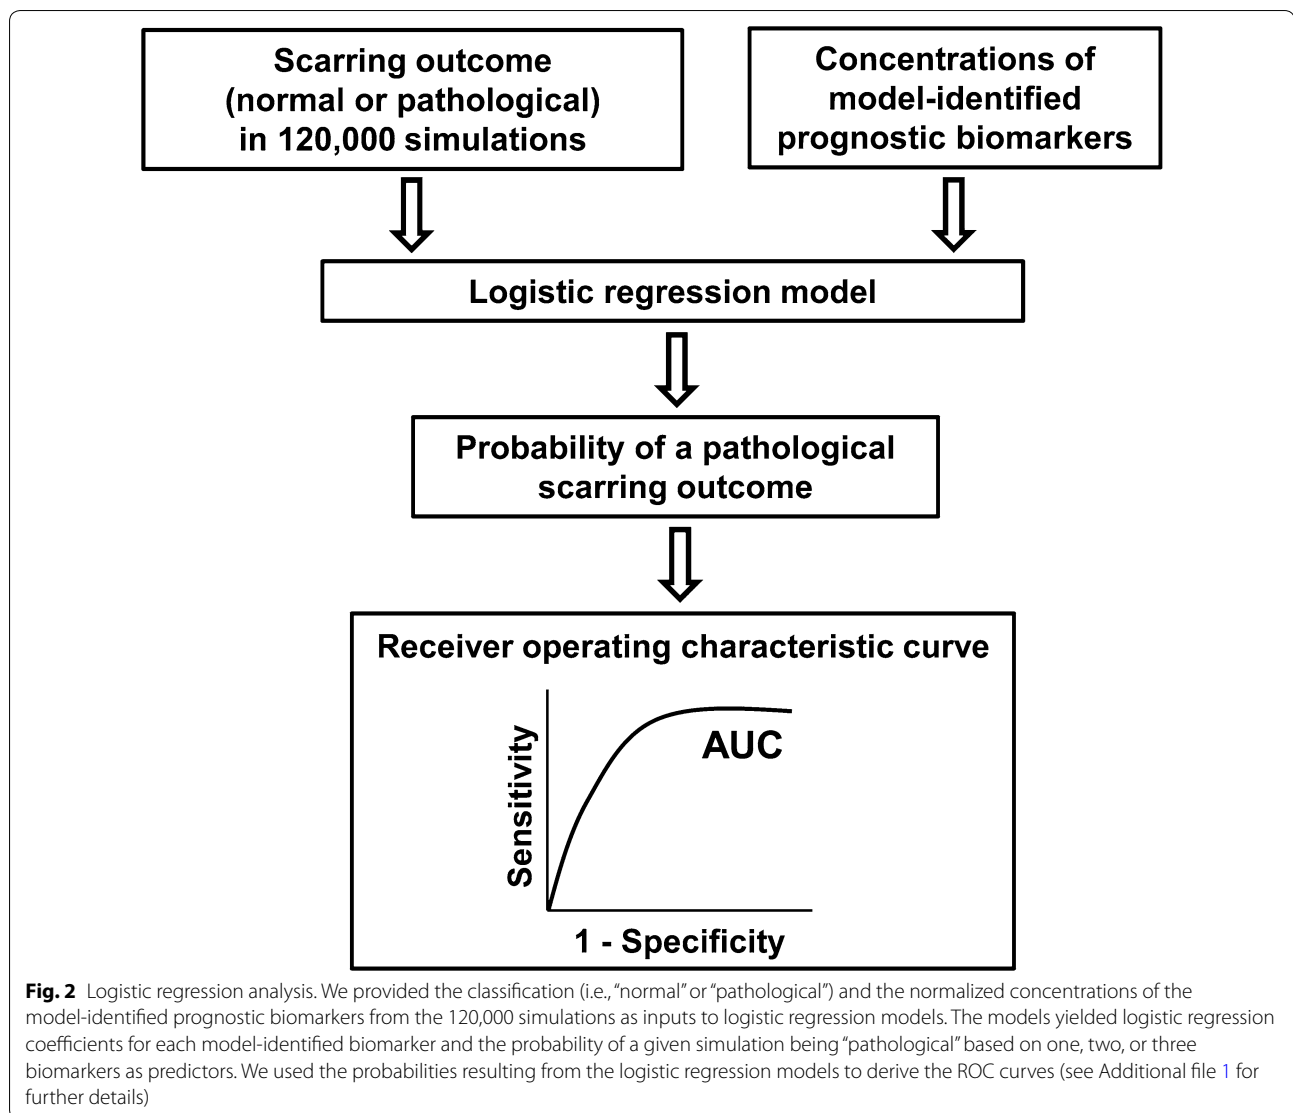 Scarring outcome
(normal or pathological)
in 120,000 simulations
Concentrations of
model-identified
prognostic biomarkers
Logistic regression model
Probability of a pathological
scarring outcome
Receiver operating characteristic curve
AUC
Sensitivity
1 - Specificity
Fig. 2 Logistic regression analysis. We provided the classification (i.e., “normal” or “pathological”) and the normalized concentrations of the
model-identified prognostic biomarkers from the 120,000 simulations as inputs to logistic regression models. The models yielded logistic regression
coefficients for each model-identified biomarker and the probability of a given simulation being “pathological” based on one, two, or three
biomarkers as predictors. We used the probabilities resulting from the logistic regression models to derive the ROC curves (see Additional file 1 for
further details)